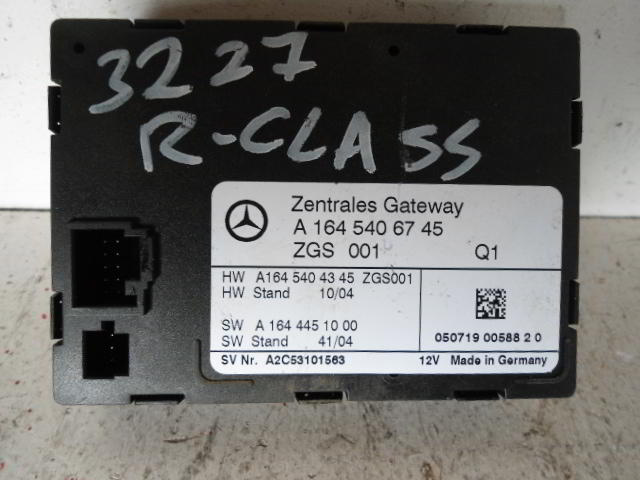 3227
R-CLASS
Zentrales Gateway
A 164 540 67 45
ZGS 001 Q1
HW A164 540 43 45 ZGS001
HW Stand 10/04
SW A 164 445 10 00
SW Stand 41/04
050719 00588 2 0
SV Nr. A2C53101563 12V Made in Germany